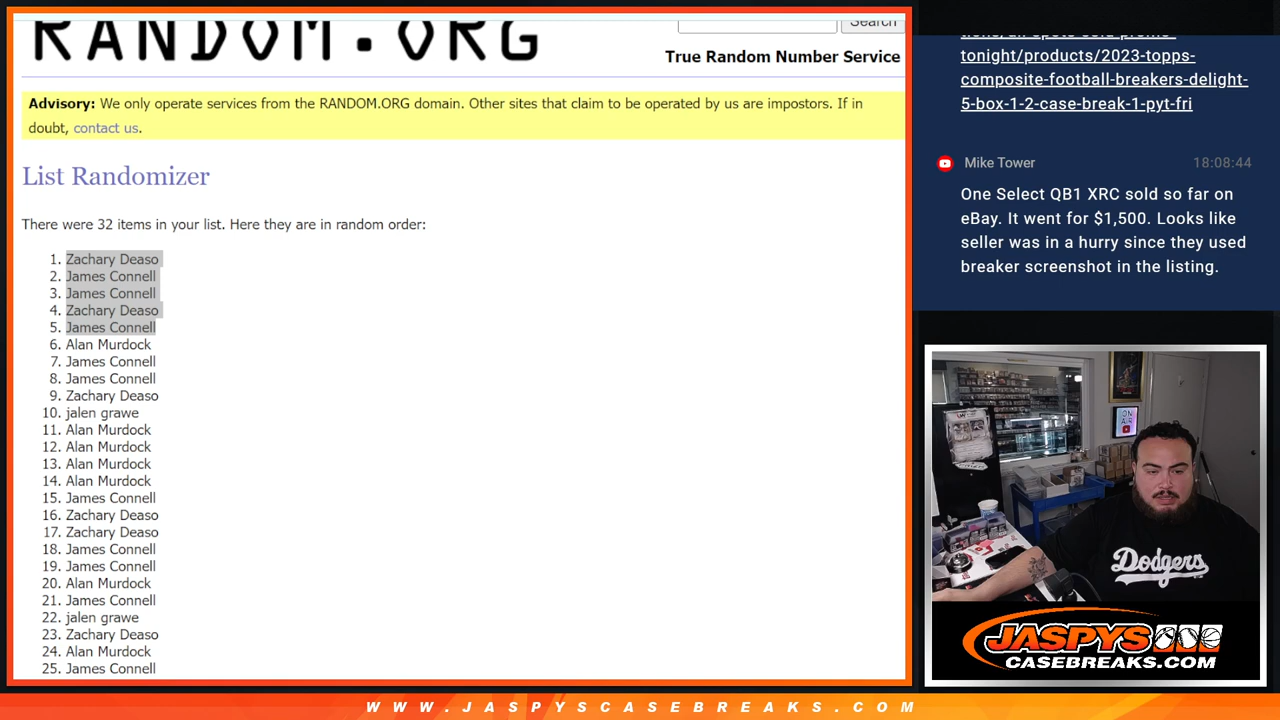 RANDOM.ORG
Search
True Random Number Service
Advisory: We only operate services from the RANDOM.ORG domain. Other sites that claim to be operated by us are impostors. If in
doubt, contact us.
List Randomizer
There were 32 items in your list. Here they are in random order:
1. Zachary Deaso
2. James Connell
3. James Connell
4. Zachary Deaso
5. James Connell
6. Alan Murdock
7. James Connell
8. James Connell
9. Zachary Deaso
10. jalen grawe
11. Alan Murdock
12. Alan Murdock
13. Alan Murdock
14. Alan Murdock
15. James Connell
16. Zachary Deaso
17. Zachary Deaso
18. James Connell
19. James Connell
20. Alan Murdock
21. James Connell
22. jalen grawe
23. Zachary Deaso
24. Alan Murdock
25. James Connell
tonight/products/2023-topps-
composite-football-breakers-delight-
5-box-1-2-case-break-1-pyt-fri
Mike Tower 18:08:44
One Select QB1 XRC sold so far on
eBay. It went for $1,500. Looks like
seller was in a hurry since they used
breaker screenshot in the listing.
ON
AIR
Dodgers
JASPYS
CASEBREAKS.COM
WWW.JASPYSCASEBREAKS.COM